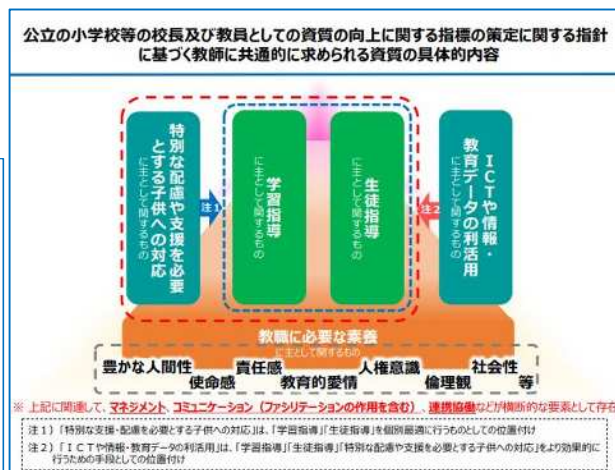 公立の小学校等の校長及び教員としての資質の向上に関する指標の策定に関する指針
に基づく教師に共通的に求められる資質の具体的内容
特別な配慮や支援を必要
とする子供への対応
に主として関するもの
注1
学習指導
に主として関するもの
生徒指導
に主として関するもの
注2
ICTや情報・
教育データの利活用
に主として関するもの
教職に必要な素養
に主として関するもの
豊かな人間性
使命感
責任感
教育的愛情
人権意識
倫理観
社会性
等
※ 上記に関連して、マネジメント、コミュニケーション（ファシリテーションの作用を含む）、連携協働などが横断的な要素として存在
注1）「特別な支援・配慮を必要とする子供への対応」は、「学習指導」「生徒指導」を個別最適に行うものとしての位置付け
注2）「ICTや情報・教育データの利活用」は、「学習指導」「生徒指導」「特別な配慮や支援を必要とする子供への対応」をより効果的に
行うための手段としての位置付け